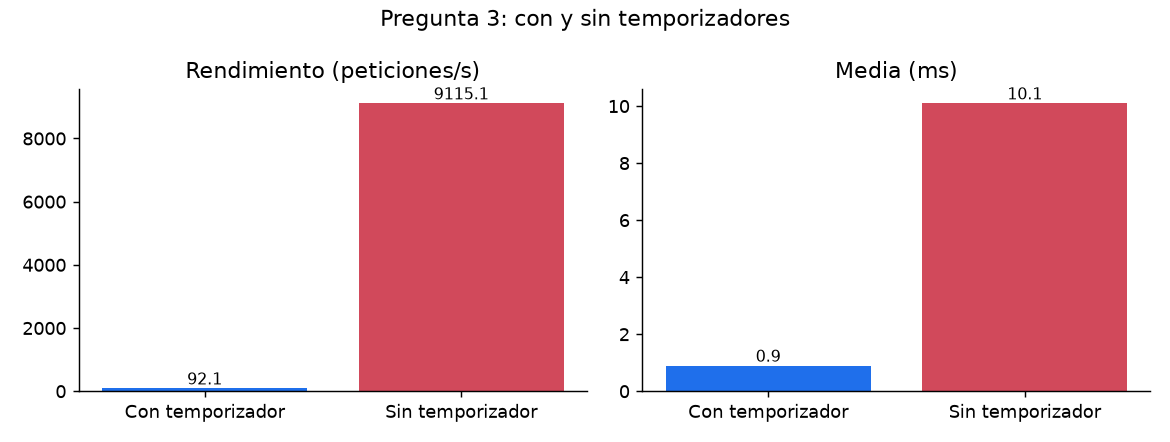 Pregunta 3: con y sin temporizadores
Rendimiento (peticiones/s)
9115.1
8000
6000
4000
2000
92.1
0
Con temporizador
Sin temporizador
Media (ms)
10.1
10
8
6
4
2
0.9
0
Con temporizador
Sin temporizador